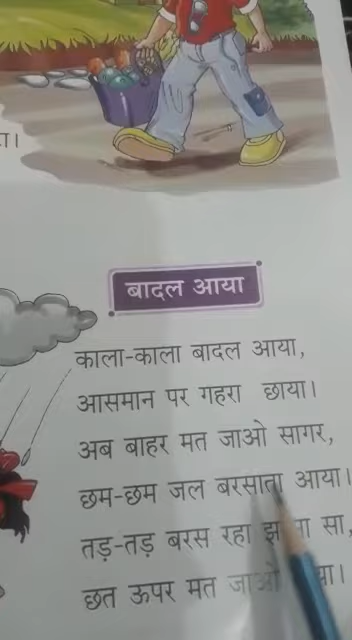 ा।
बादल आया
काला-काला बादल आया,
आसमान पर गहरा छाया।
अब बाहर मत जाओ सागर,
छम-छम जल बरसाता आया।
तड़-तड़ बरस रहा सा,
छत ऊपर मत जाओ